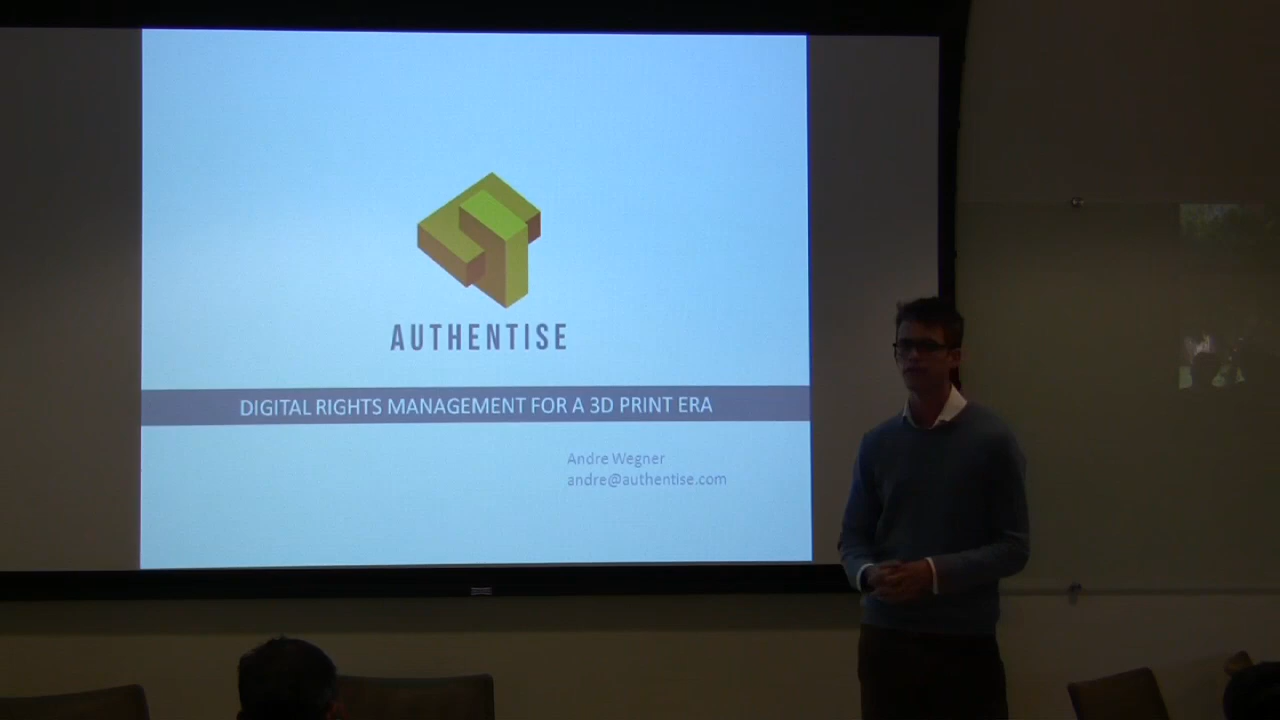 AUTHENTISE
DIGITAL RIGHTS MANAGEMENT FOR A 3D PRINT ERA
Andre Wegner
andre@authentise.com